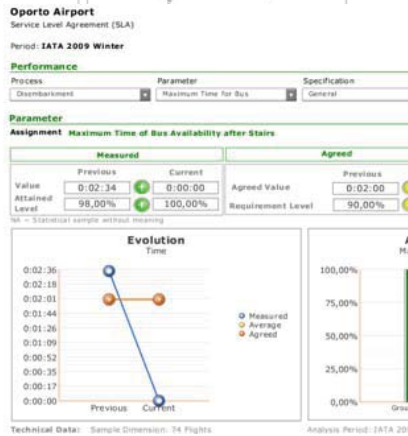 Oporto Airport
Service Level Agreement (SLA)
Period: IATA 2009 Winter
Performance
Process Parameter Specification
Disembarkment Maximum Time for Bus General
Parameter
Assignment Maximum Time of Bus Availability after Stairs
Measured Agreed
Previous Current Previous
Value 0:02:34 0:00:00 Agreed Value 0:02:00
Attained Level 98,00% 100,00% Requirement Level 90,00%
NA - Statistical sample without meaning
Evolution
Time
0:02:36
0:02:18
0:02:01
0:01:44
0:01:26
0:01:09
0:00:52
0:00:35
0:00:17
0:00:00
Previous Current
Measured
Average
Agreed
100,00%
75,00%
50,00%
25,00%
0,00%
Technical Data: Sample Dimension: 74 Flights
Analysis Period: IATA 20